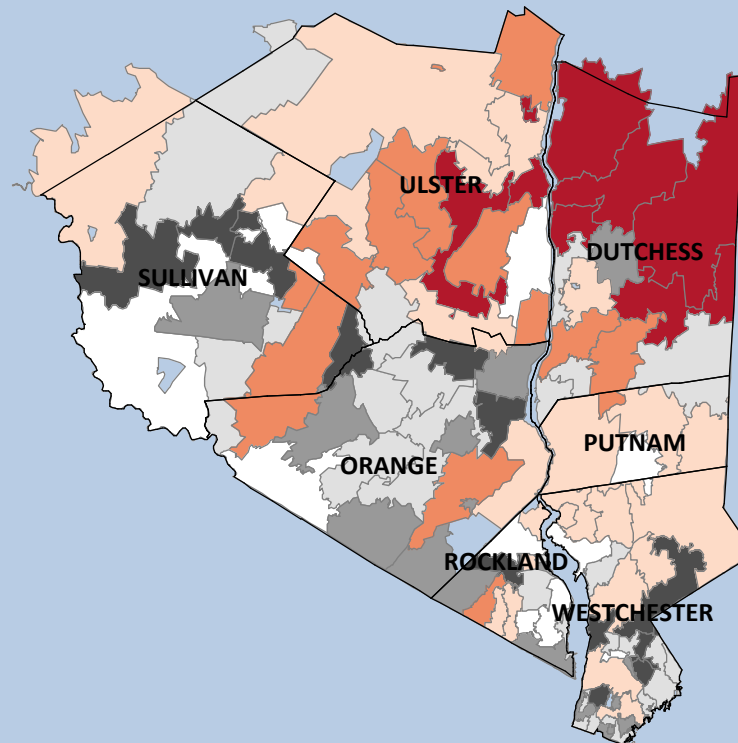 ULSTER
DUTCHESS
SULLIVAN
PUTNAM
ORANGE
ROCKLAND
WESTCHESTER